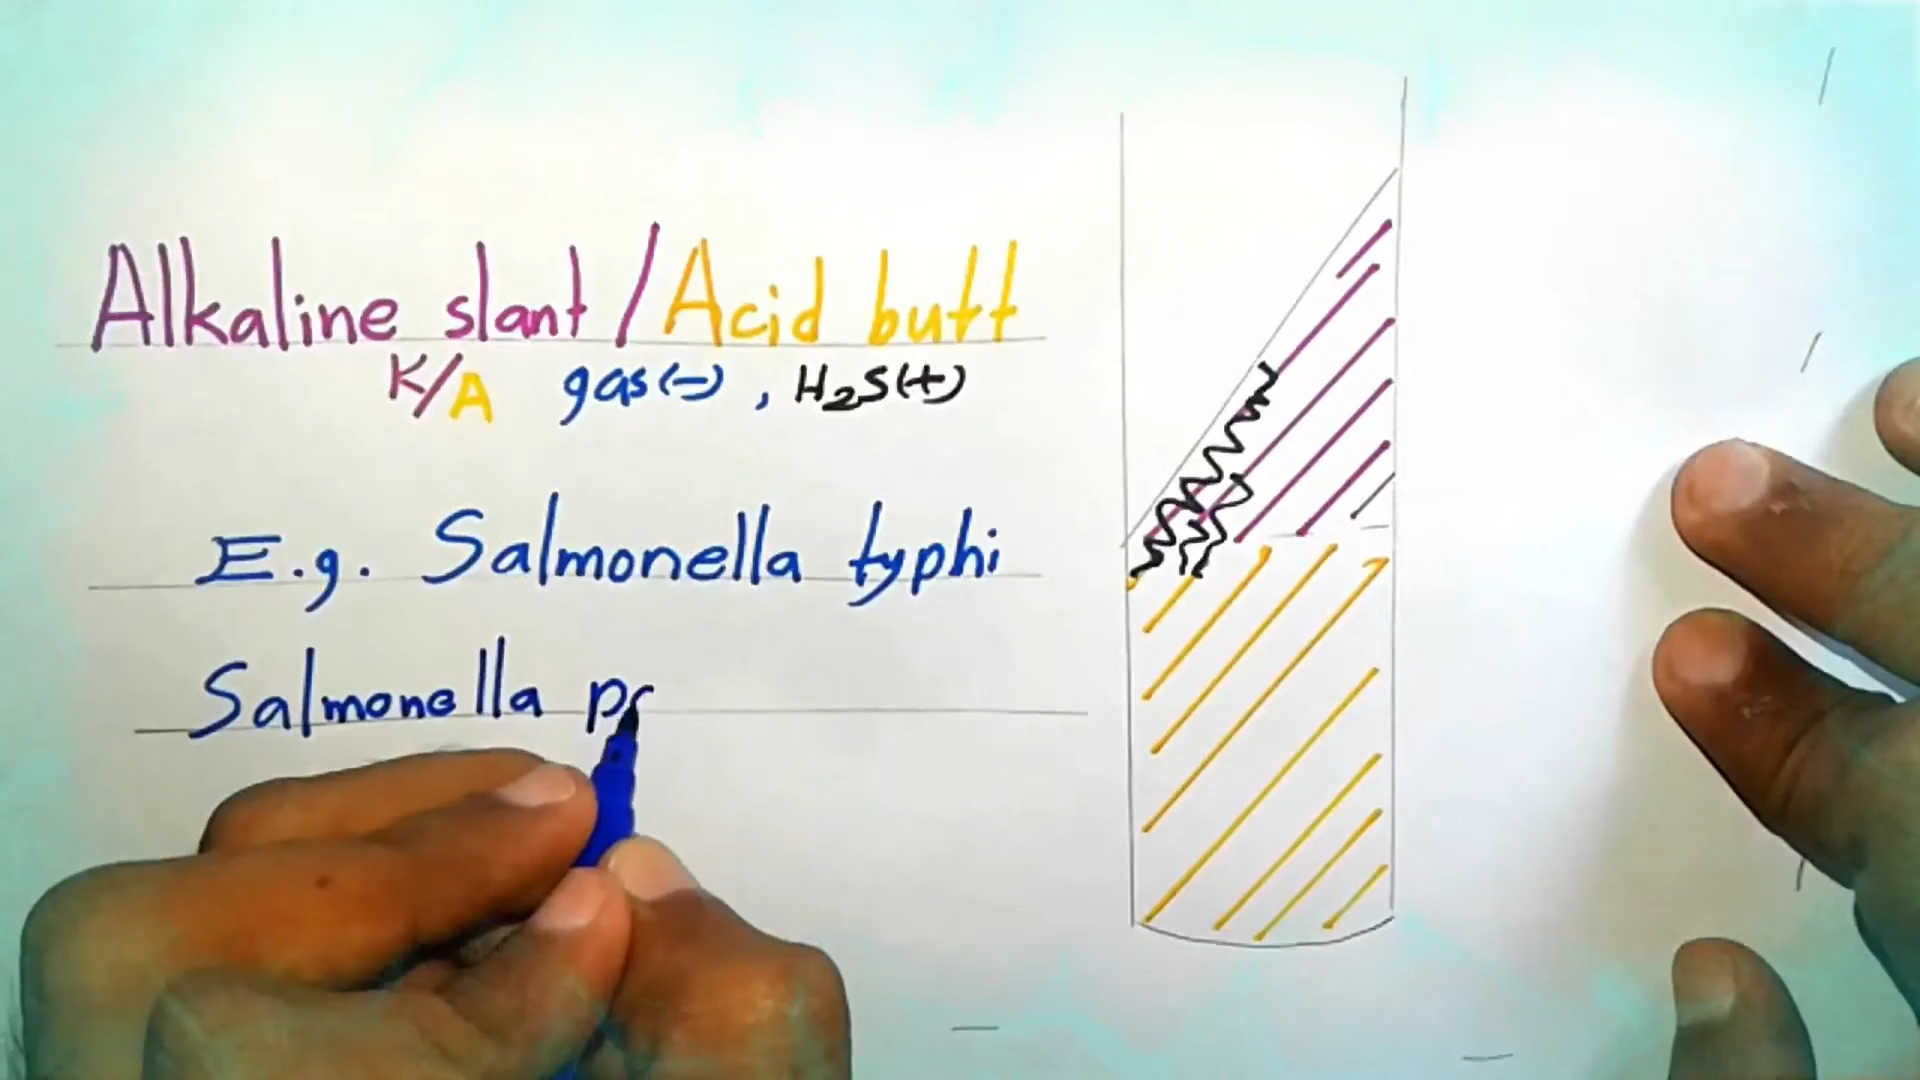 Alkaline slant / Acid butt
K/A gas(-), H2S(+)
E.g. Salmonella typhi
Salmonella